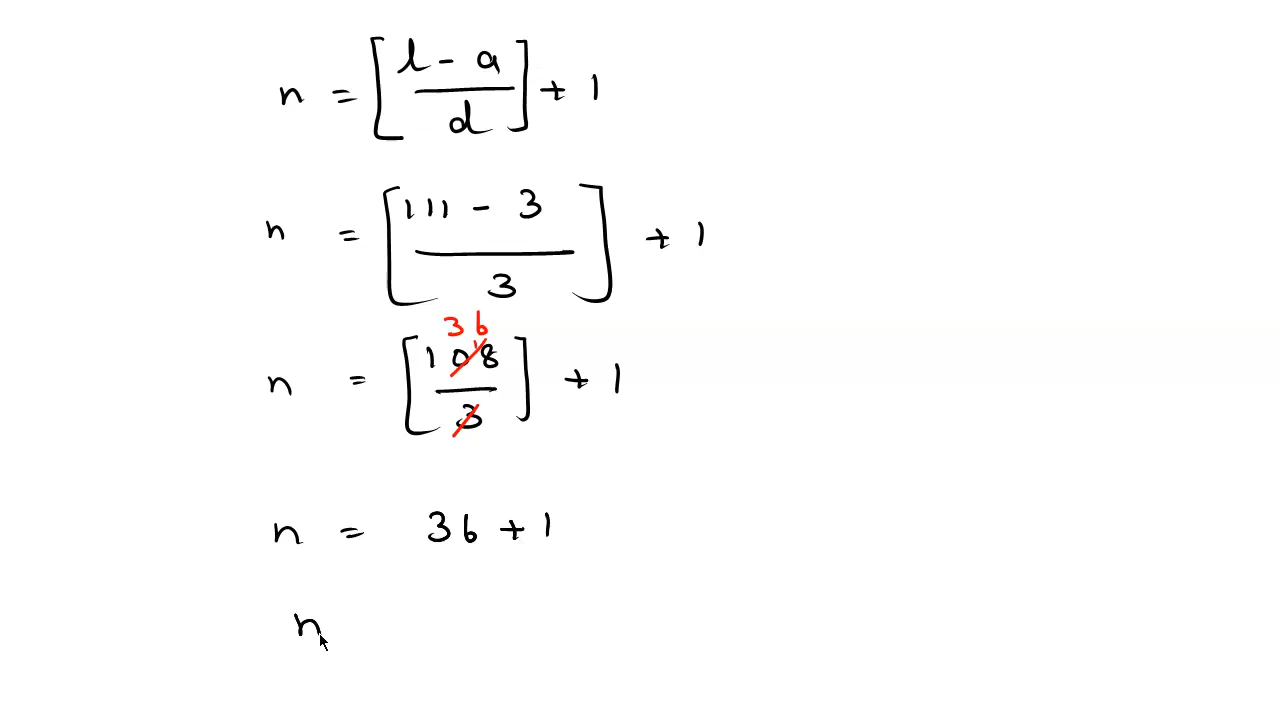 n = [l - a / d] + 1
n = [111 - 3 / 3] + 1
36
n = [108 / 3] + 1
n = 36 + 1
n